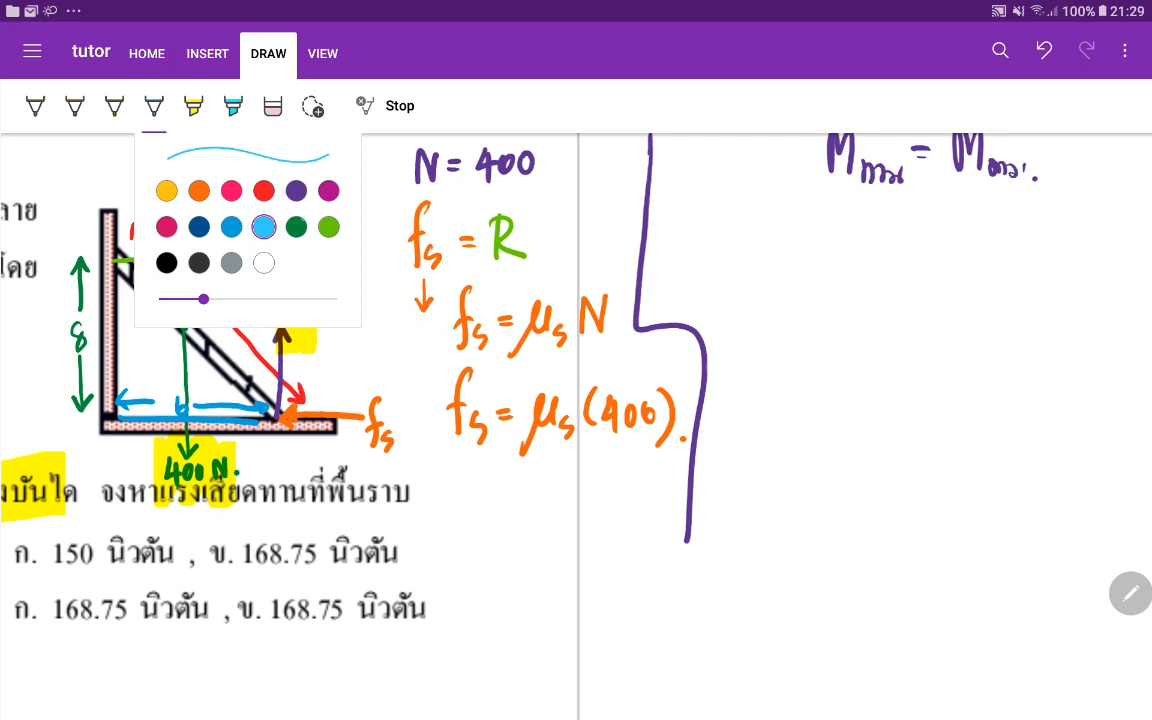 100% 21:29
tutor HOME INSERT DRAW VIEW
Stop
N = 400
M ทวน = M ตาม.
ลาย
โดย
fs = R
↓
fs = μs N
8
6
fs
fs = μs (400).
400 N.
งบันได จงหาแรงเสียดทานที่พื้นราบ
ก. 150 นิวตัน , ข. 168.75 นิวตัน
ก. 168.75 นิวตัน , ข. 168.75 นิวตัน